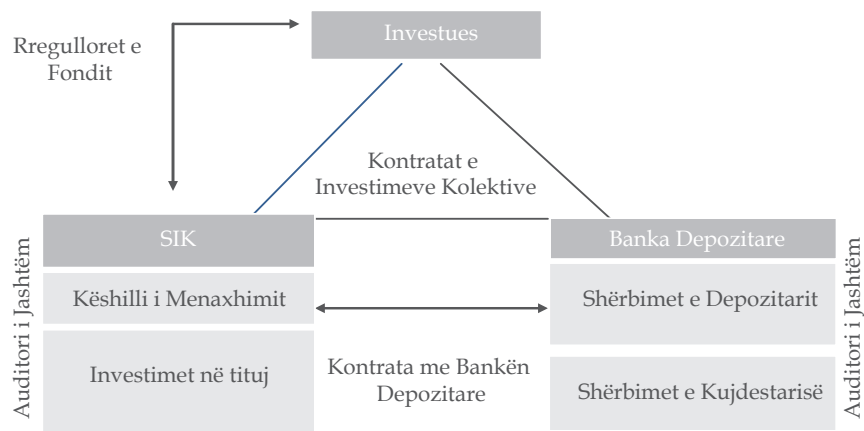 Investues
Rregulloret e
Fondit
Kontratat e
Investimeve Kolektive
SIK
Banka Depozitare
Auditori i Jashtëm
Këshilli i Menaxhimit
Shërbimet e Depozitarit
Auditori i Jashtëm
Investimet në tituj
Kontrata me Bankën
Depozitare
Shërbimet e Kujdestarisë